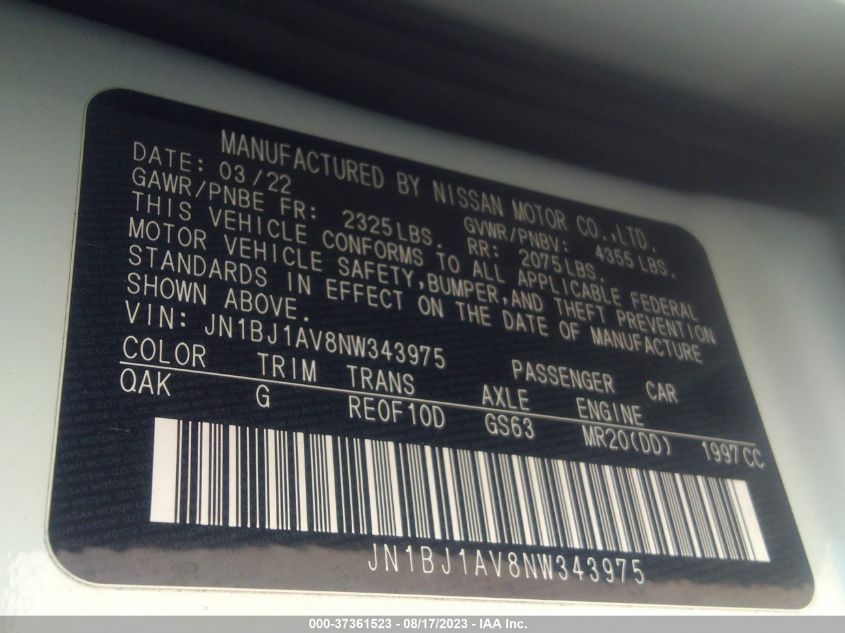 MANUFACTURED BY NISSAN MOTOR CO.,LTD.
DATE: 03/22 GVWR/PNBV: 4355 LBS.
GAWR/PNBE FR: 2325LBS. RR: 2075LBS.
THIS VEHICLE CONFORMS TO ALL APPLICABLE FEDERAL
MOTOR VEHICLE SAFETY,BUMPER,AND THEFT PREVENTION
STANDARDS IN EFFECT ON THE DATE OF MANUFACTURE
SHOWN ABOVE.
VIN: JN1BJ1AV8NW343975 PASSENGER CAR
COLOR TRIM TRANS AXLE ENGINE
QAK G RE0F10D GS63 MR20(DD) 1997CC
JN1BJ1AV8NW343975
000-37361523 - 08/17/2023 - IAA Inc.